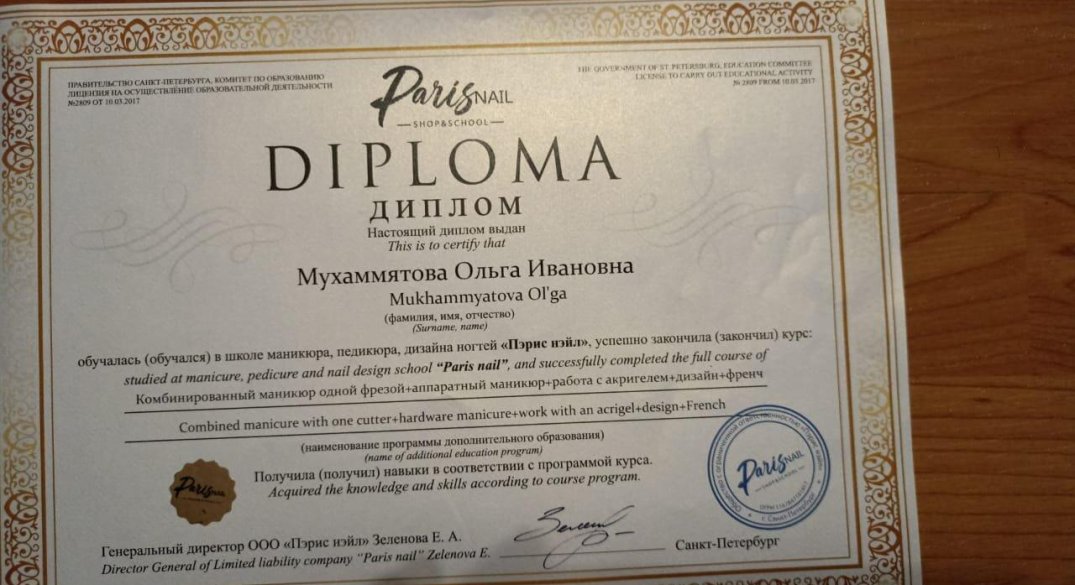 ПРАВИТЕЛЬСТВО САНКТ-ПЕТЕРБУРГА, КОМИТЕТ ПО ОБРАЗОВАНИЮ
ЛИЦЕНЗИЯ НА ОСУЩЕСТВЛЕНИЕ ОБРАЗОВАТЕЛЬНОЙ ДЕЯТЕЛЬНОСТИ
№2809 ОТ 10.03.2017
THE GOVERNMENT OF ST. PETERSBURG, EDUCATION COMMITTEE
LICENSE TO CARRY OUT EDUCATIONAL ACTIVITY
№ 2809 FROM 10.03.2017
Paris NAIL
SHOP&SCHOOL
DIPLOMA
ДИПЛОМ
Настоящий диплом выдан
This is to certify that
Мухаммятова Ольга Ивановна
Mukhammyatova Ol'ga
(фамилия, имя, отчество)
(Surname, name)
обучалась (обучался) в школе маникюра, педикюра, дизайна ногтей «Пэрис нэйл», успешно закончила (закончил) курс:
studied at manicure, pedicure and nail design school "Paris nail", and successfully completed the full course of
Комбинированный маникюр одной фрезой+аппаратный маникюр+работа с акригелем+дизайн+френч
Combined manicure with one cutter+hardware manicure+work with an acrigel+design+French
(наименование программы дополнительного образования)
(name of additional education program)
Получила (получил) навыки в соответствии с программой курса.
Acquired the knowledge and skills according to course program.
Paris NAIL
Paris NAIL
SHOP&SCHOOL
г. Санкт-Петербург
Генеральный директор ООО «Пэрис нэйл» Зеленова Е. А.
Director General of Limited liability company "Paris nail" Zelenova E.
Санкт-Петербург